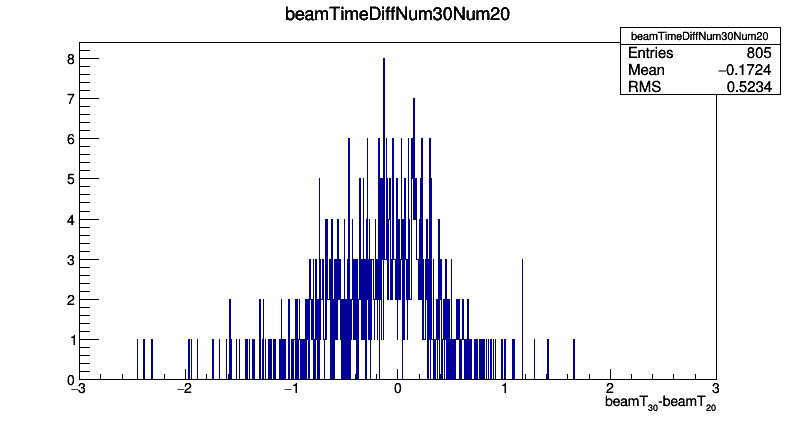 beamTimeDiffNum30Num20
beamTimeDiffNum30Num20
Entries 805
Mean −0.1724
RMS 0.5234
8
7
6
5
4
3
2
1
0
−3 −2 −1 0 1 2 3
beamT30-beamT20